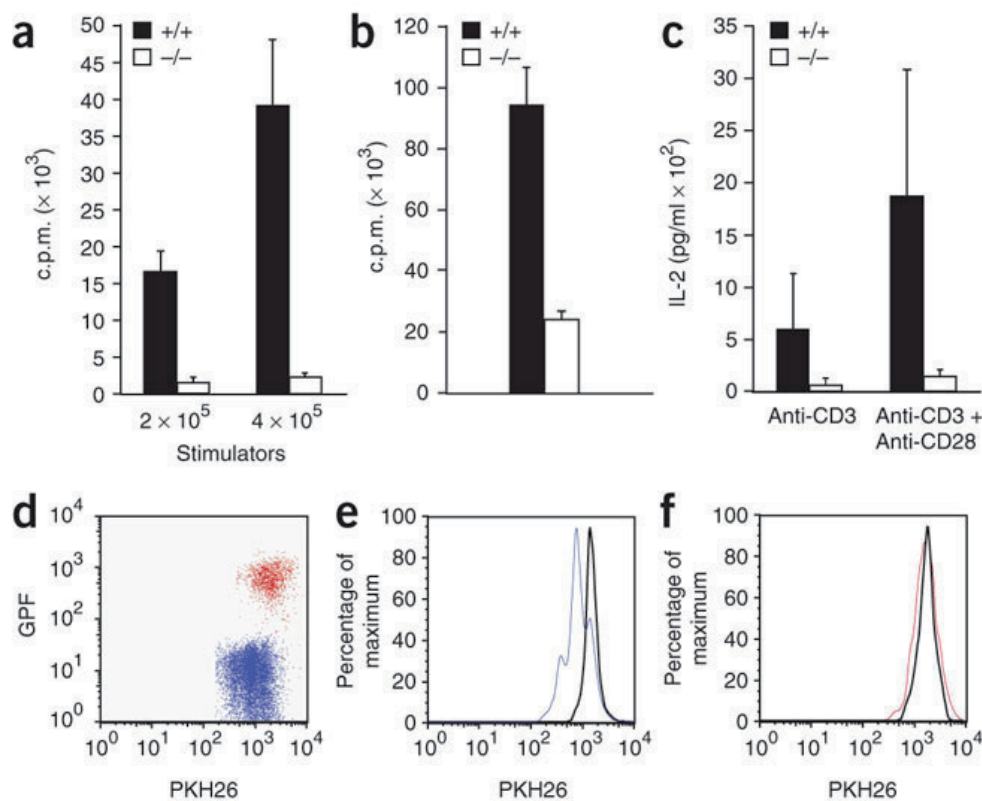 a
+/+
–/–
50
45
40
35
30
25
20
15
10
5
0
c.p.m. (× 10³)
2 × 10⁵
4 × 10⁵
Stimulators
b
+/+
–/–
120
100
80
60
40
20
0
c.p.m. (× 10³)
c
+/+
–/–
35
30
25
20
15
10
5
0
IL-2 (pg/ml × 10²)
Anti-CD3
Anti-CD3 +
Anti-CD28
d
10⁴
10³
10²
10¹
10⁰
GPF
10⁰ 10¹ 10² 10³ 10⁴
PKH26
e
100
80
60
40
20
0
Percentage of
maximum
10⁰ 10¹ 10² 10³ 10⁴
PKH26
f
100
80
60
40
20
0
Percentage of
maximum
10⁰ 10¹ 10² 10³ 10⁴
PKH26